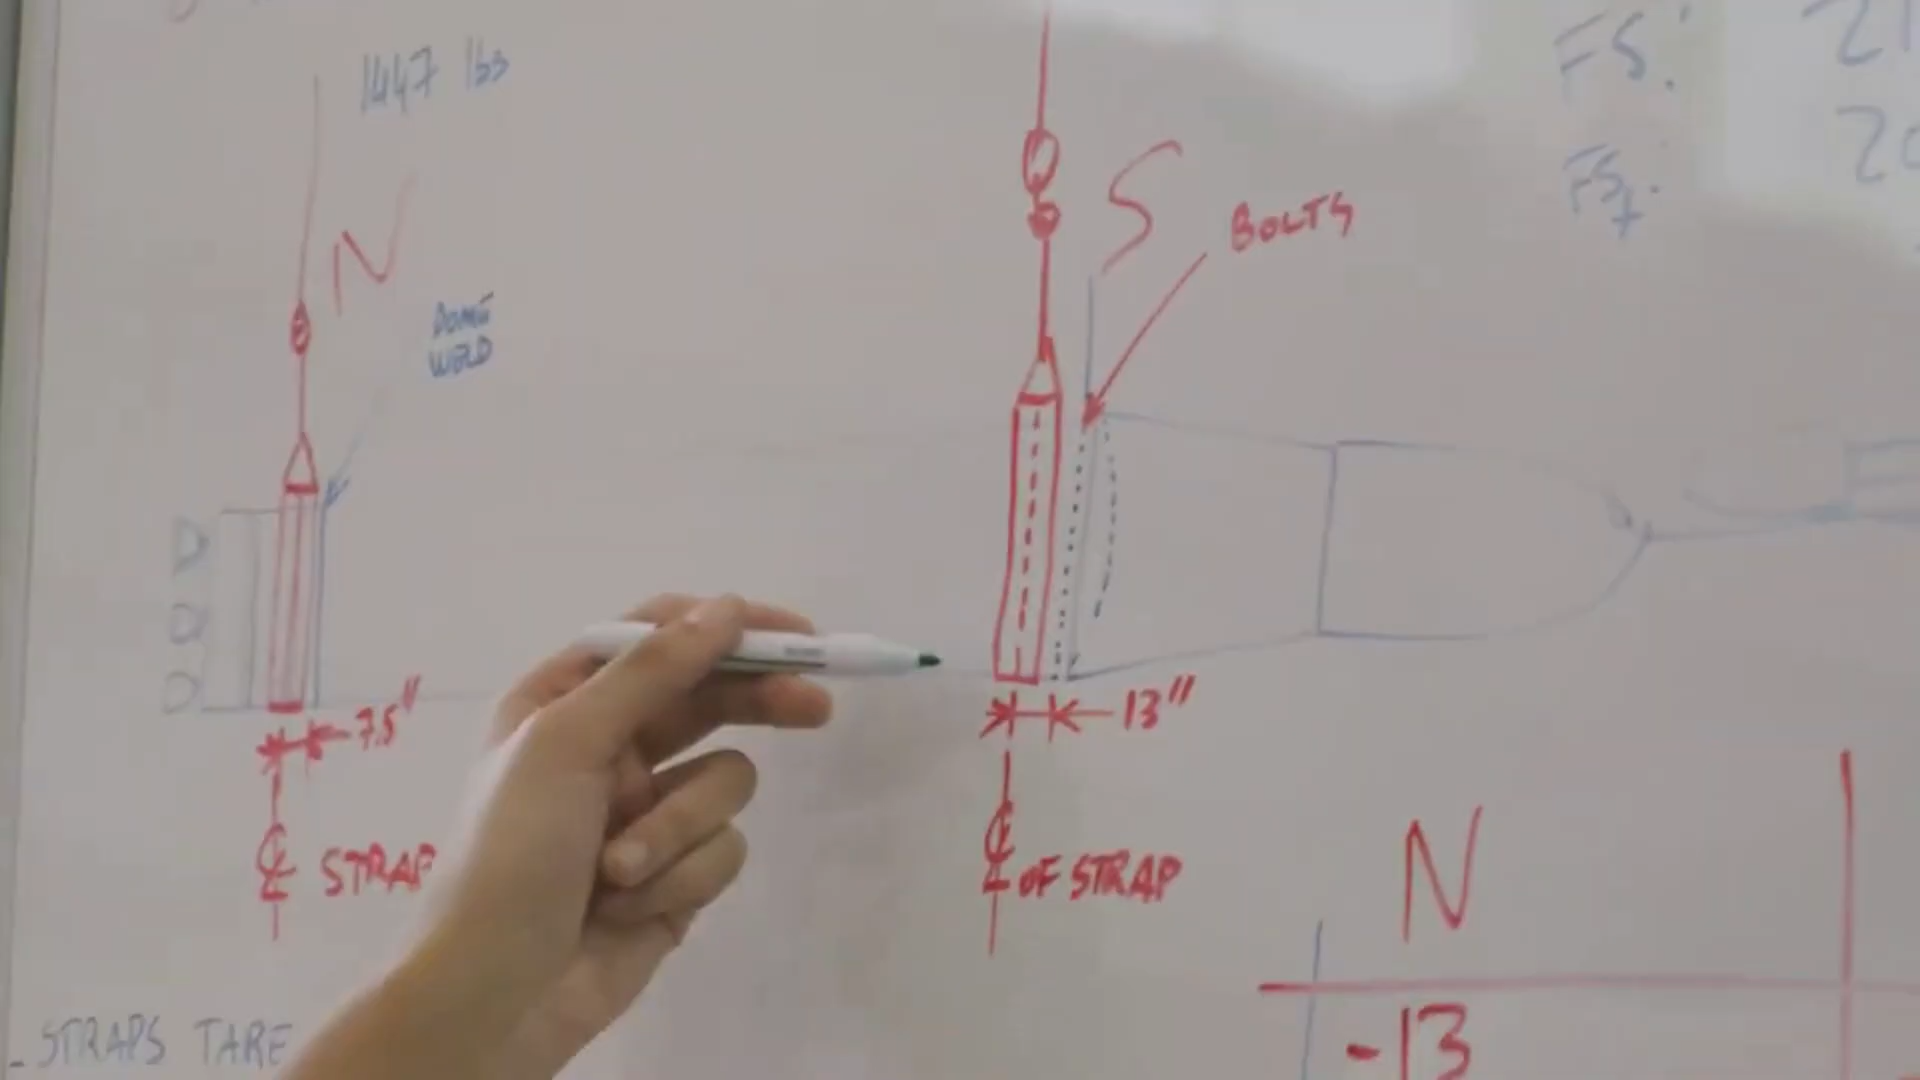 1447 lbs
N
DOME
WELD
S
BOLTS
FS:
FS
7.5"
13"
℄ STRAP
℄ OF STRAP
N
-13
- STRAPS TARE